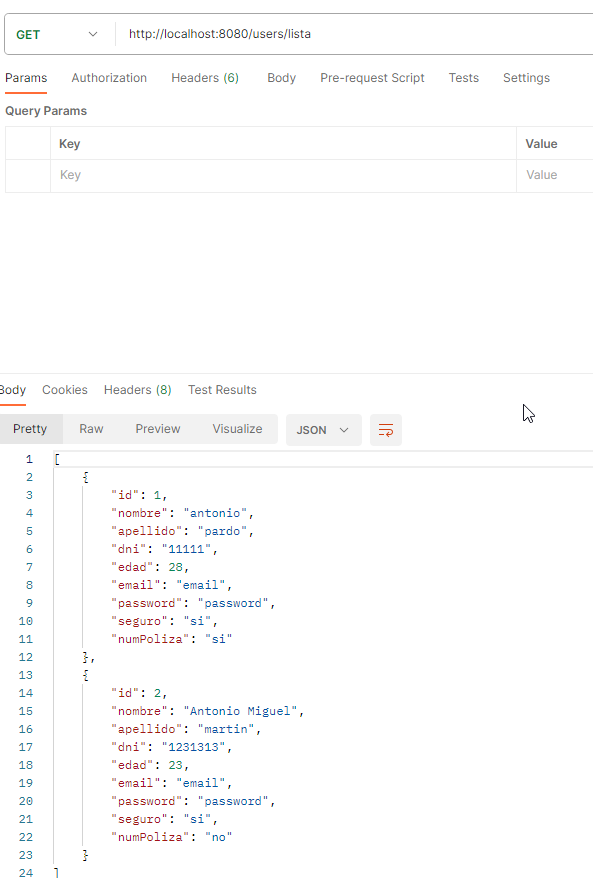 GET http://localhost:8080/users/lista
Params Authorization Headers (6) Body Pre-request Script Tests Settings
Query Params
Key Value
Key Value
Body Cookies Headers (8) Test Results
Pretty Raw Preview Visualize JSON
1 [
2 {
3 "id": 1,
4 "nombre": "antonio",
5 "apellido": "pardo",
6 "dni": "11111",
7 "edad": 28,
8 "email": "email",
9 "password": "password",
10 "seguro": "si",
11 "numPoliza": "si"
12 },
13 {
14 "id": 2,
15 "nombre": "Antonio Miguel",
16 "apellido": "martin",
17 "dni": "1231313",
18 "edad": 23,
19 "email": "email",
20 "password": "password",
21 "seguro": "si",
22 "numPoliza": "no"
23 }
24 ]